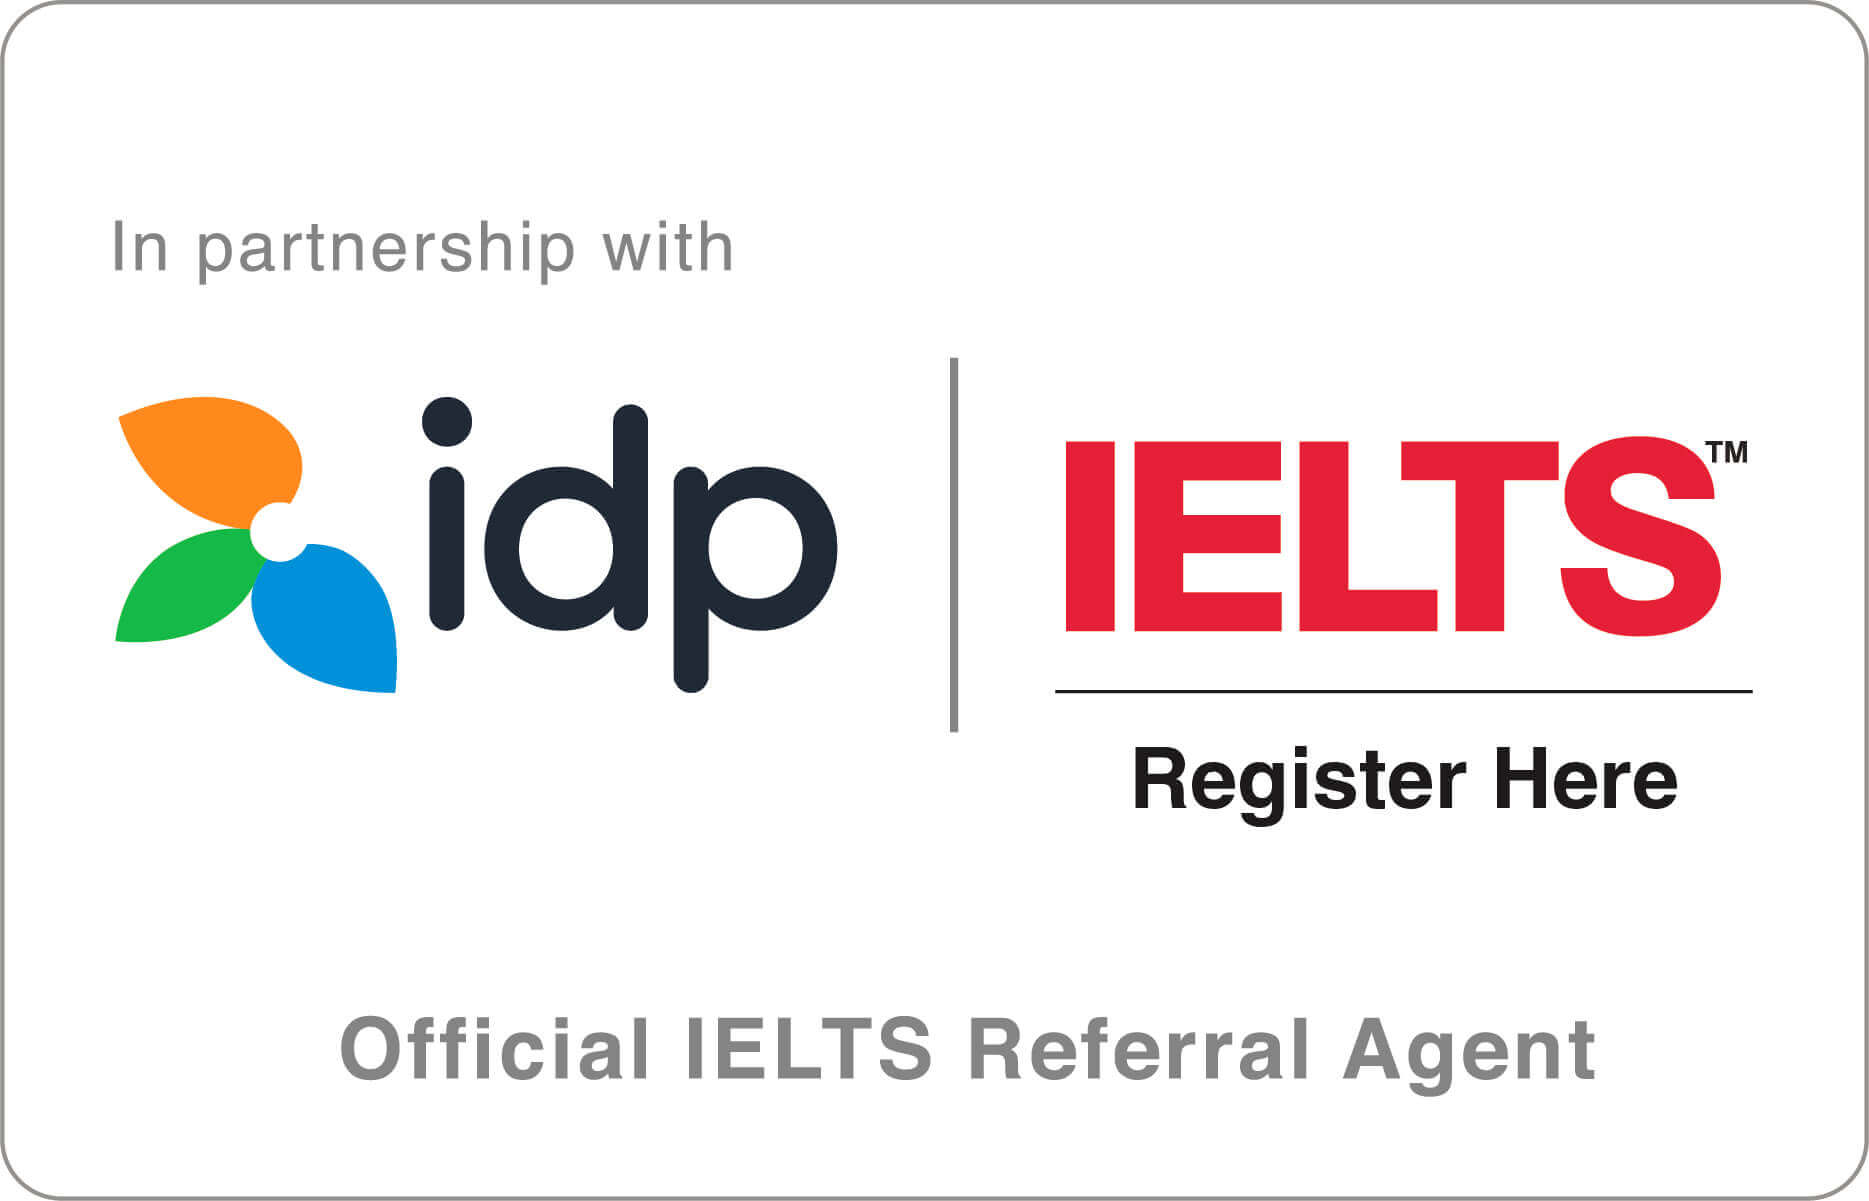 In partnership with
idp
IELTS™
Register Here
Official IELTS Referral Agent